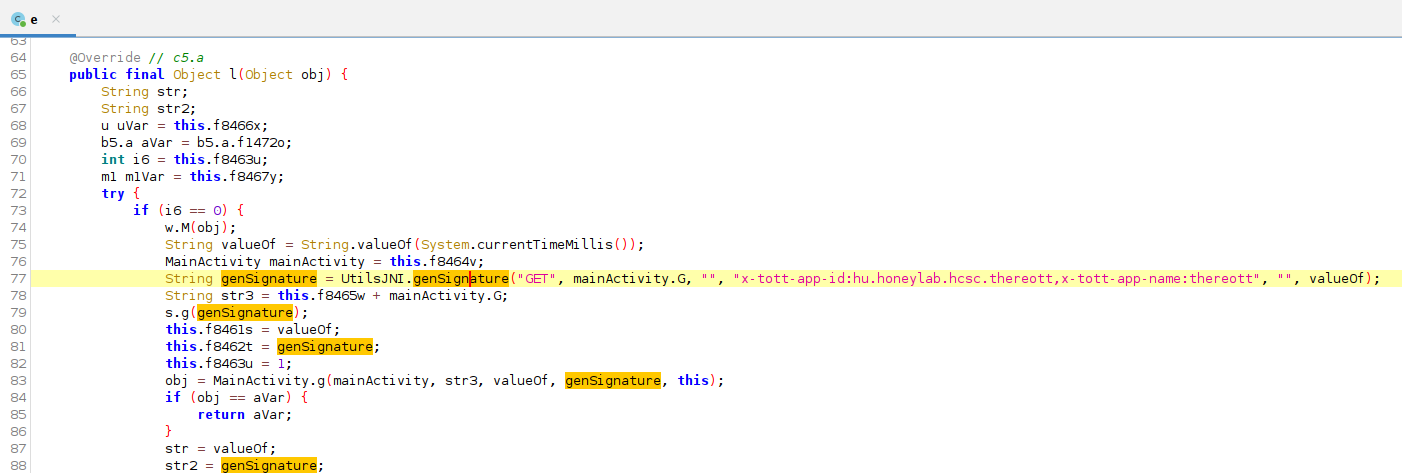 C e ×
63
64 @Override // c5.a
65 public final Object l(Object obj) {
66 String str;
67 String str2;
68 u uVar = this.f8466x;
69 b5.a aVar = b5.a.f1472o;
70 int i6 = this.f8463u;
71 m1 m1Var = this.f8467y;
72 try {
73 if (i6 == 0) {
74 w.M(obj);
75 String valueOf = String.valueOf(System.currentTimeMillis());
76 MainActivity mainActivity = this.f8464v;
77 String genSignature = UtilsJNI.genSignature("GET", mainActivity.G, "", "x-tott-app-id:hu.honeylab.hcsc.thereott,x-tott-app-name:thereott", "", valueOf);
78 String str3 = this.f8465w + mainActivity.G;
79 s.g(genSignature);
80 this.f8461s = valueOf;
81 this.f8462t = genSignature;
82 this.f8463u = 1;
83 obj = MainActivity.g(mainActivity, str3, valueOf, genSignature, this);
84 if (obj == aVar) {
85 return aVar;
86 }
87 str = valueOf;
88 str2 = genSignature;